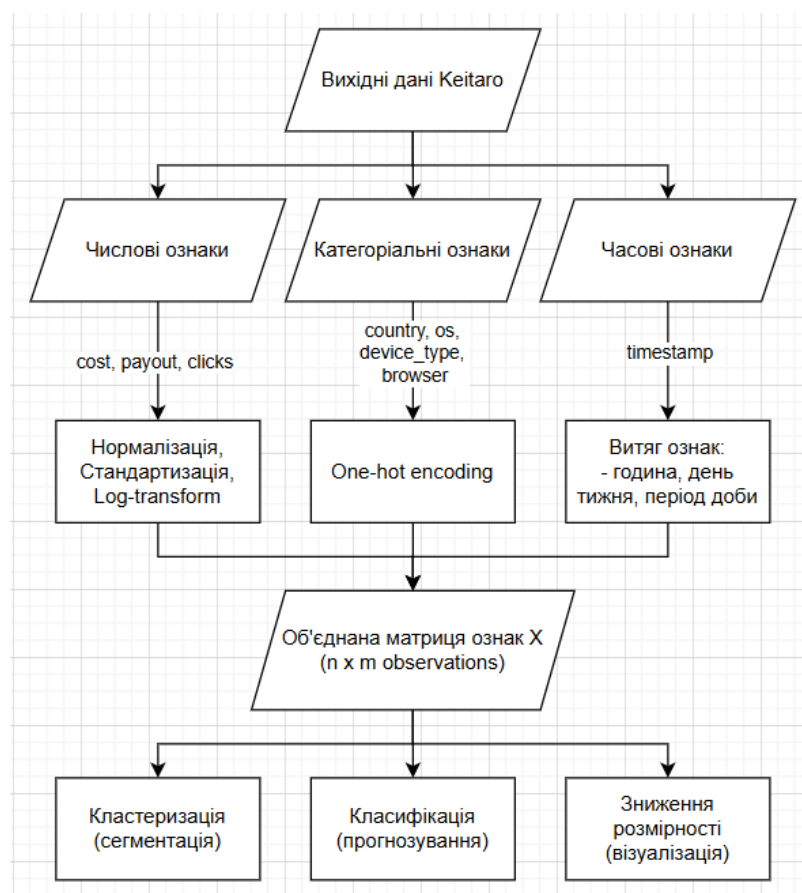 Вихідні дані Keitaro
Числові ознаки
Категоріальні ознаки
Часові ознаки
cost, payout, clicks
country, os,
device_type,
browser
timestamp
Нормалізація,
Стандартизація,
Log-transform
One-hot encoding
Витяг ознак:
- година, день
тижня, період доби
Об'єднана матриця ознак X
(n x m observations)
Кластеризація
(сегментація)
Класифікація
(прогнозування)
Зниження
розмірності
(візуалізація)